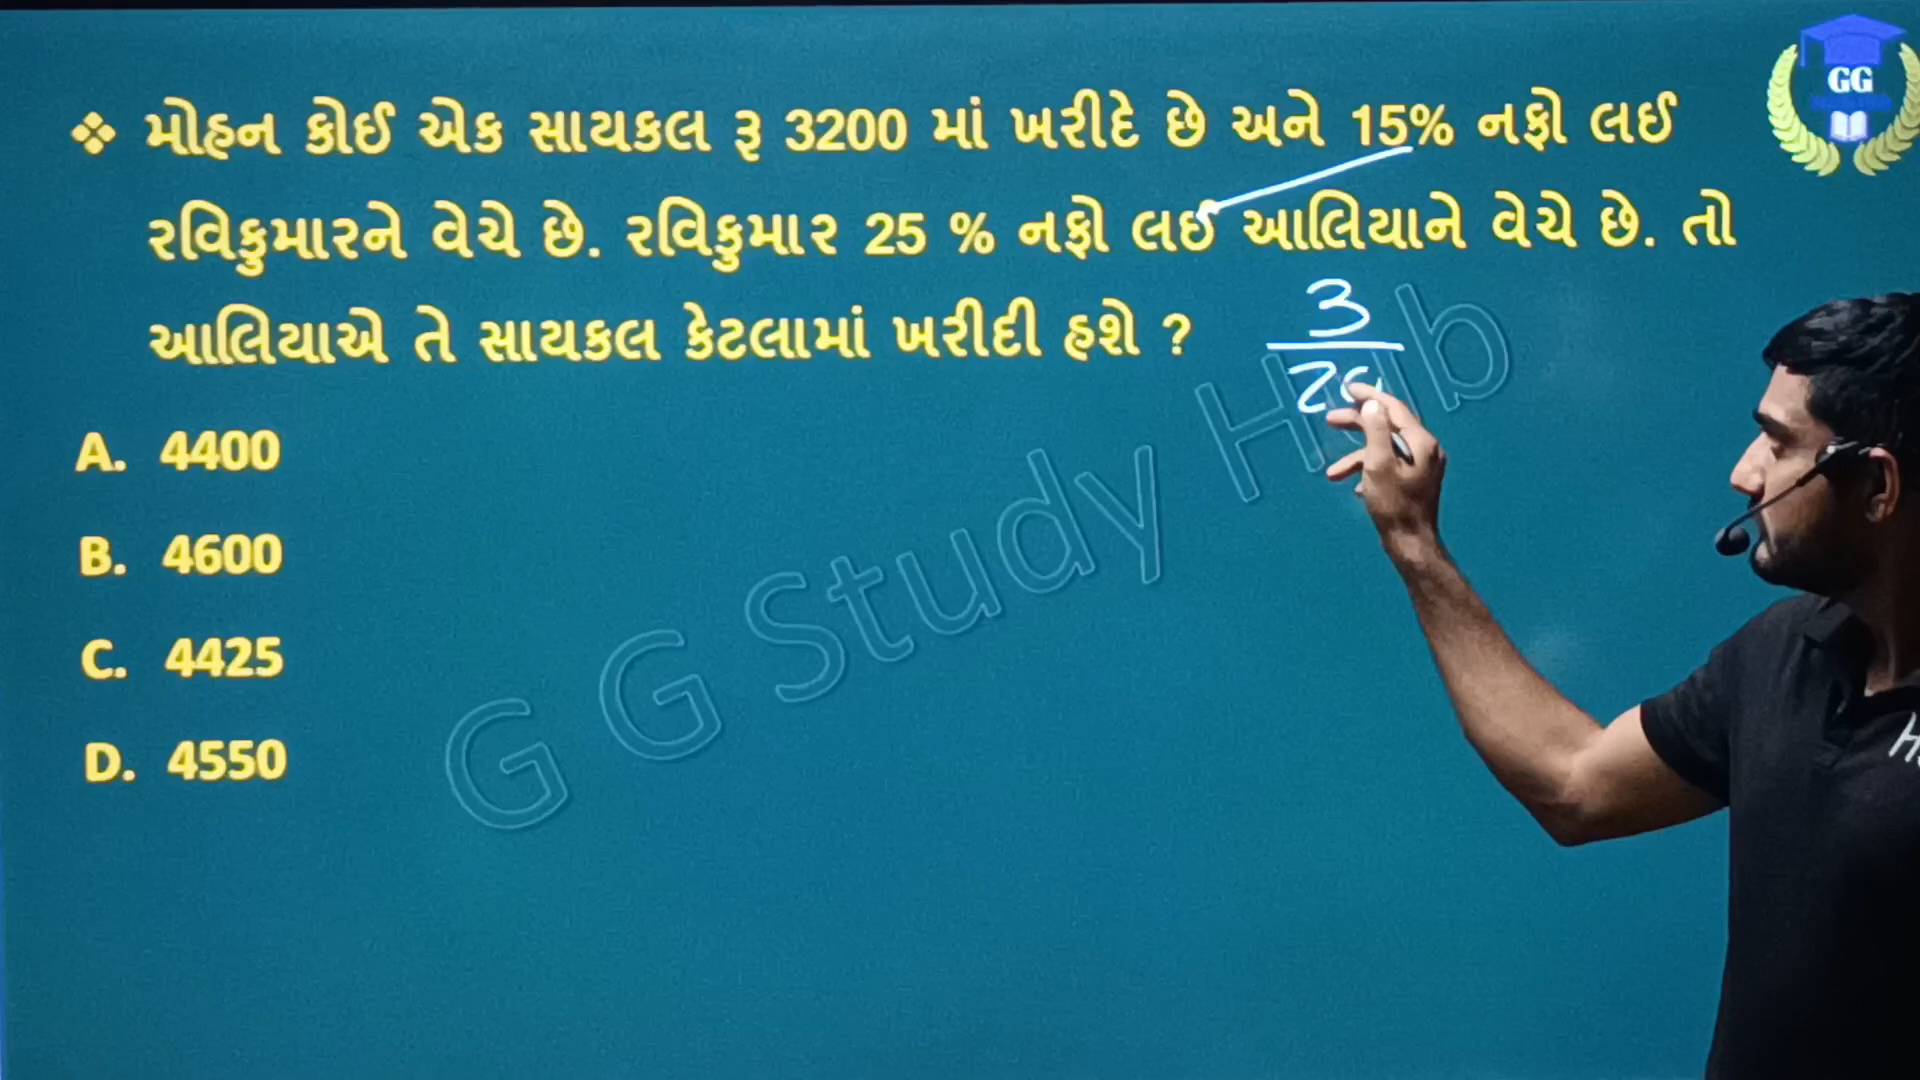 ❖ મોહન કોઈ એક સાયકલ રૂ 3200 માં ખરીદે છે અને 15% નફો લઈ
રવિકુમારને વેચે છે. રવિકુમાર 25 % નફો લઈ આલિયાને વેચે છે. તો
આલિયાએ તે સાયકલ કેટલામાં ખરીદી હશે ?
3
A. 4400
B. 4600
C. 4425
D. 4550
G G Study Hub
GG